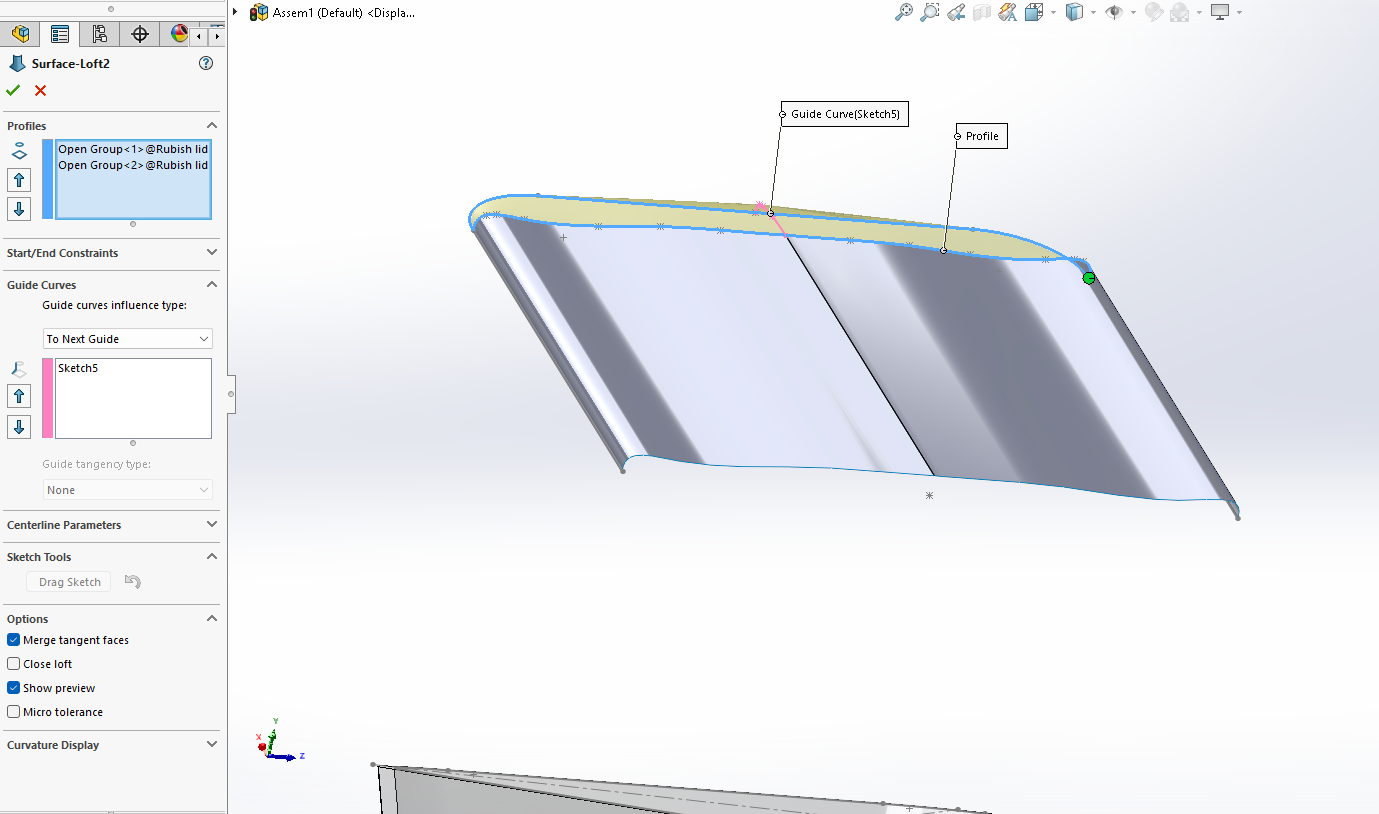 Assem1 (Default) <Displa...
Surface-Loft2
Profiles
Open Group<1>@Rubish lid
Open Group<2>@Rubish lid
Start/End Constraints
Guide Curves
Guide curves influence type:
To Next Guide
Sketch5
Guide tangency type:
None
Centerline Parameters
Sketch Tools
Drag Sketch
Options
Merge tangent faces
Close loft
Show preview
Micro tolerance
Curvature Display
Guide Curve(Sketch5)
Profile
Y
X
Z